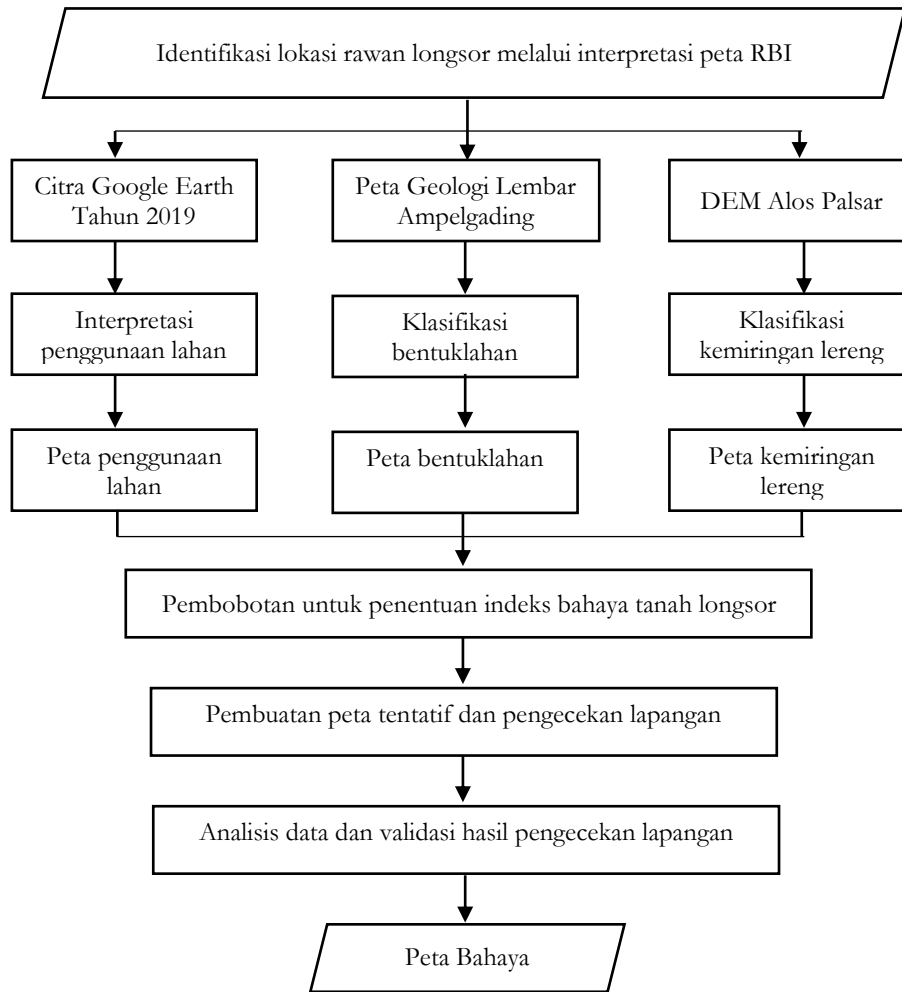 Identifikasi lokasi rawan longsor melalui interpretasi peta RBI
Citra Google Earth
Tahun 2019
Peta Geologi Lembar
Ampelgading
DEM Alos Palsar
Interpretasi
penggunaan lahan
Klasifikasi
bentuklahan
Klasifikasi
kemiringan lereng
Peta penggunaan
lahan
Peta bentuklahan
Peta kemiringan
lereng
Pembobotan untuk penentuan indeks bahaya tanah longsor
Pembuatan peta tentatif dan pengecekan lapangan
Analisis data dan validasi hasil pengecekan lapangan
Peta Bahaya